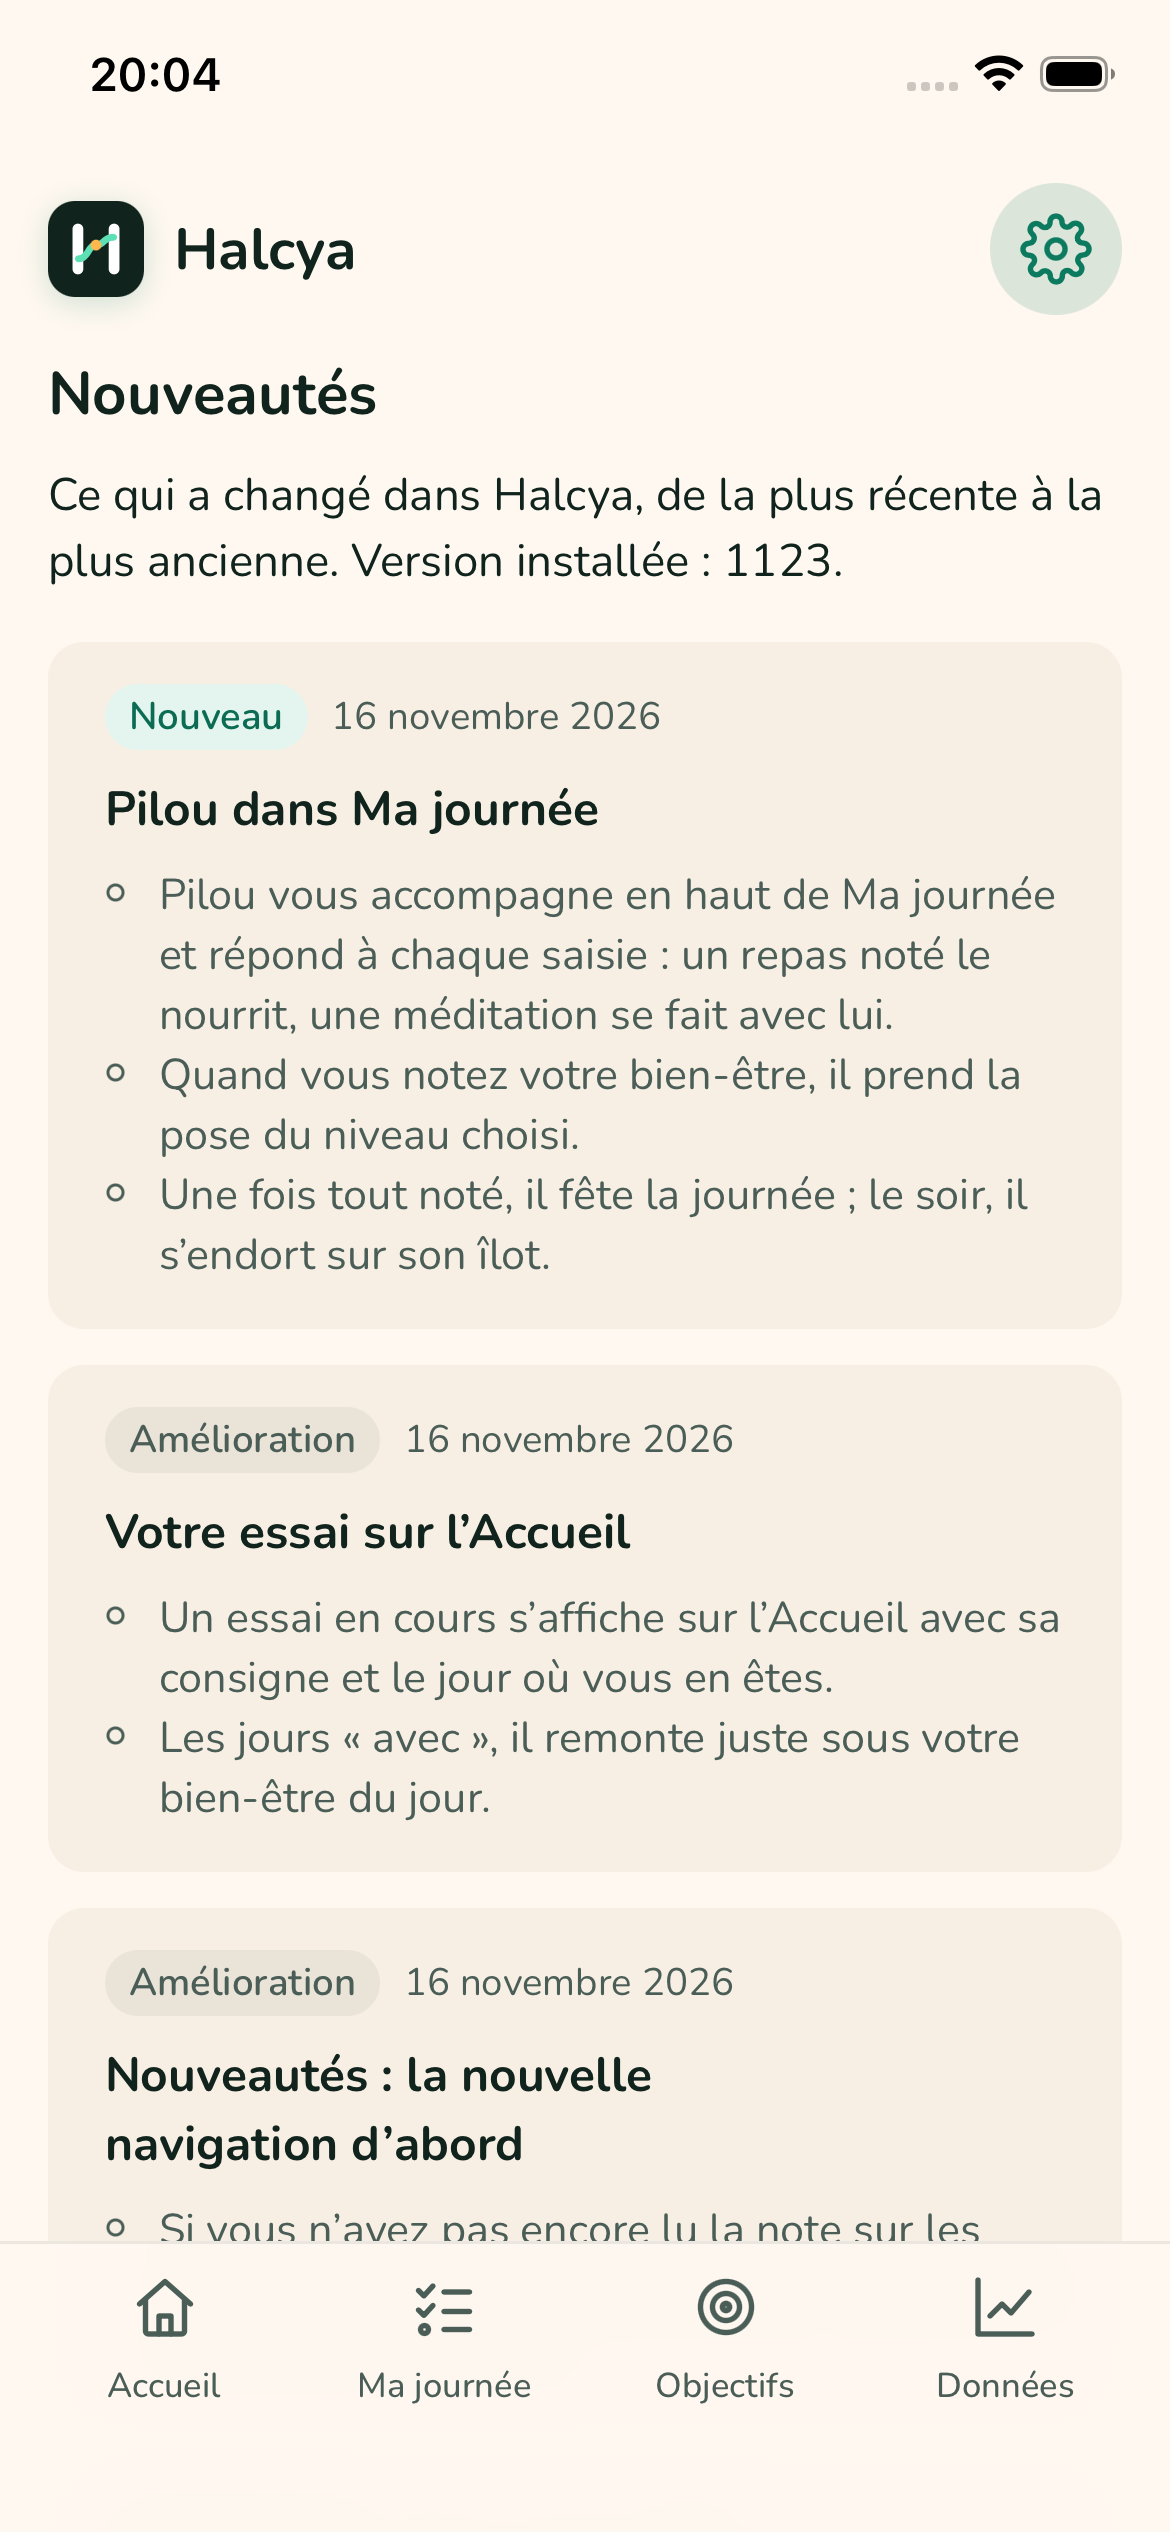 20:04
Halcya
Nouveautés
Ce qui a changé dans Halcya, de la plus récente à la
plus ancienne. Version installée : 1123.
Nouveau 16 novembre 2026
Pilou dans Ma journée
Pilou vous accompagne en haut de Ma journée
et répond à chaque saisie : un repas noté le
nourrit, une méditation se fait avec lui.
Quand vous notez votre bien-être, il prend la
pose du niveau choisi.
Une fois tout noté, il fête la journée ; le soir, il
s’endort sur son îlot.
Amélioration 16 novembre 2026
Votre essai sur l’Accueil
Un essai en cours s’affiche sur l’Accueil avec sa
consigne et le jour où vous en êtes.
Les jours « avec », il remonte juste sous votre
bien-être du jour.
Amélioration 16 novembre 2026
Nouveautés : la nouvelle
navigation d’abord
Si vous n’avez pas encore lu la note sur les
Accueil
Ma journée
Objectifs
Données